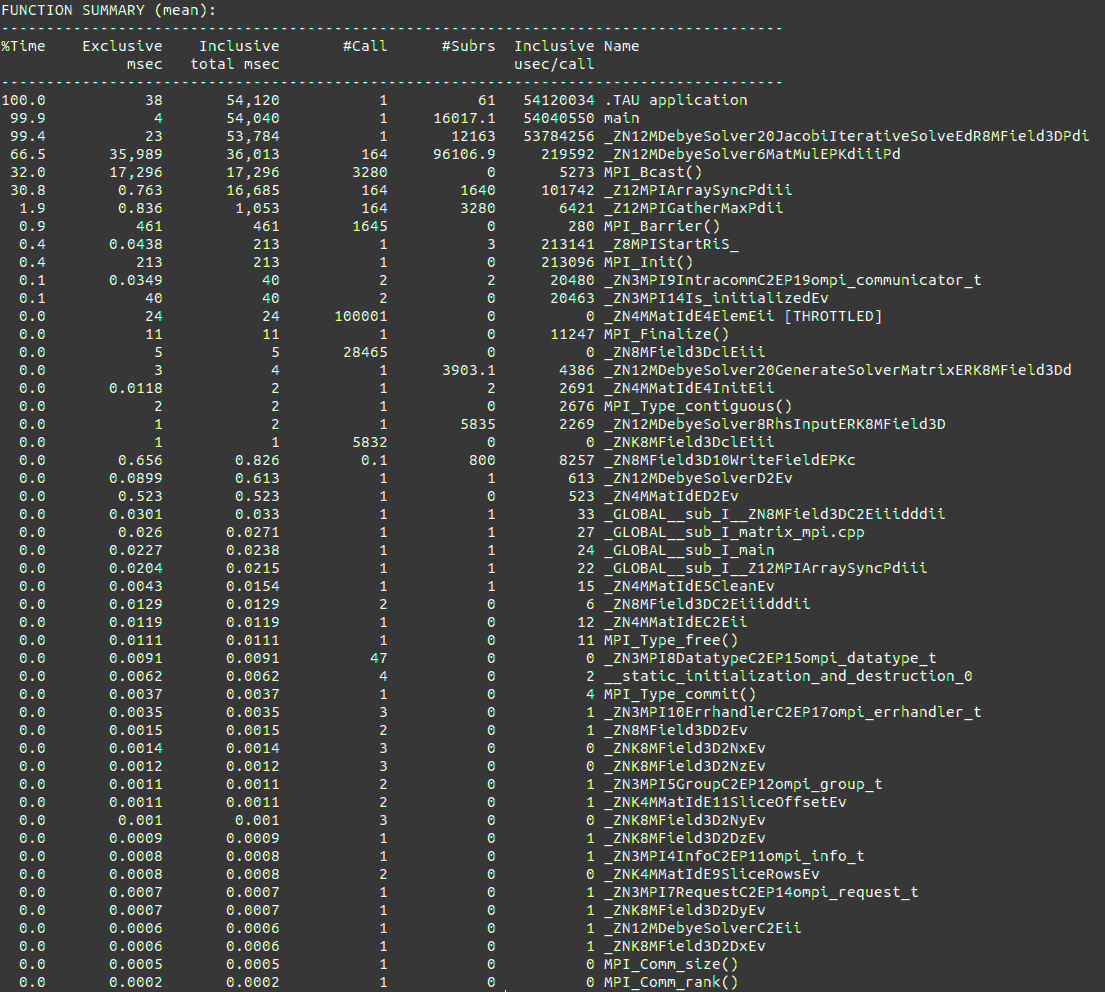 FUNCTION SUMMARY (mean):
---------------------------------------------------------------------------------------
%Time    Exclusive    Inclusive       #Call      #Subrs  Inclusive Name
              msec   total msec                          usec/call
---------------------------------------------------------------------------------------
100.0           38       54,120           1          61   54120034 .TAU application
 99.9            4       54,040           1     16017.1   54040550 main
 99.4           23       53,784           1       12163   53784256 _ZN12MDebyeSolver20JacobiIterativeSolveEdR8MField3DPdi
 66.5       35,989       36,013         164     96106.9     219592 _ZN12MDebyeSolver6MatMulEPKdiiiPd
 32.0       17,296       17,296        3280           0       5273 MPI_Bcast()
 30.8        0.763       16,685         164        1640     101742 _Z12MPIArraySyncPdiii
  1.9        0.836        1,053         164        3280       6421 _Z12MPIGatherMaxPdii
  0.9          461          461        1645           0        280 MPI_Barrier()
  0.4       0.0438          213           1           3     213141 _Z8MPIStartRiS_
  0.4          213          213           1           0     213096 MPI_Init()
  0.1       0.0349           40           2           2      20480 _ZN3MPI9IntracommC2EP19ompi_communicator_t
  0.1           40           40           2           0      20463 _ZN3MPI14Is_initializedEv
  0.0           24           24      100001           0          0 _ZN4MMatIdE4ElemEii [THROTTLED]
  0.0           11           11           1           0      11247 MPI_Finalize()
  0.0            5            5       28465           0          0 _ZN8MField3DclEiii
  0.0            3            4           1      3903.1       4386 _ZN12MDebyeSolver20GenerateSolverMatrixERK8MField3Dd
  0.0       0.0118            2           1           2       2691 _ZN4MMatIdE4InitEii
  0.0            2            2           1           0       2676 MPI_Type_contiguous()
  0.0            1            2           1        5835       2269 _ZN12MDebyeSolver8RhsInputERK8MField3D
  0.0            1            1        5832           0          0 _ZNK8MField3DclEiii
  0.0        0.656        0.826         0.1         800       8257 _ZN8MField3D10WriteFieldEPKc
  0.0       0.0899        0.613           1           1        613 _ZN12MDebyeSolverD2Ev
  0.0        0.523        0.523           1           0        523 _ZN4MMatIdED2Ev
  0.0       0.0301        0.033           1           1         33 _GLOBAL__sub_I__ZN8MField3DC2Eiiidddii
  0.0        0.026       0.0271           1           1         27 _GLOBAL__sub_I_matrix_mpi.cpp
  0.0       0.0227       0.0238           1           1         24 _GLOBAL__sub_I_main
  0.0       0.0204       0.0215           1           1         22 _GLOBAL__sub_I__Z12MPIArraySyncPdiii
  0.0       0.0043       0.0154           1           1         15 _ZN4MMatIdE5CleanEv
  0.0       0.0129       0.0129           2           0          6 _ZN8MField3DC2Eiiidddii
  0.0       0.0119       0.0119           1           0         12 _ZN4MMatIdEC2Eii
  0.0       0.0111       0.0111           1           0         11 MPI_Type_free()
  0.0       0.0091       0.0091          47           0          0 _ZN3MPI8DatatypeC2EP15ompi_datatype_t
  0.0       0.0062       0.0062           4           0          2 __static_initialization_and_destruction_0
  0.0       0.0037       0.0037           1           0          4 MPI_Type_commit()
  0.0       0.0035       0.0035           3           0          1 _ZN3MPI10ErrhandlerC2EP17ompi_errhandler_t
  0.0       0.0015       0.0015           2           0          1 _ZN8MField3DD2Ev
  0.0       0.0014       0.0014           3           0          0 _ZNK8MField3D2NxEv
  0.0       0.0012       0.0012           3           0          0 _ZNK8MField3D2NzEv
  0.0       0.0011       0.0011           2           0          1 _ZN3MPI5GroupC2EP12ompi_group_t
  0.0       0.0011       0.0011           2           0          1 _ZNK4MMatIdE11SliceOffsetEv
  0.0        0.001        0.001           3           0          0 _ZNK8MField3D2NyEv
  0.0       0.0009       0.0009           1           0          1 _ZNK8MField3D2DzEv
  0.0       0.0008       0.0008           1           0          1 _ZN3MPI4InfoC2EP11ompi_info_t
  0.0       0.0008       0.0008           2           0          0 _ZNK4MMatIdE9SliceRowsEv
  0.0       0.0007       0.0007           1           0          1 _ZN3MPI7RequestC2EP14ompi_request_t
  0.0       0.0007       0.0007           1           0          1 _ZNK8MField3D2DyEv
  0.0       0.0006       0.0006           1           0          1 _ZN12MDebyeSolverC2Eii
  0.0       0.0006       0.0006           1           0          1 _ZNK8MField3D2DxEv
  0.0       0.0005       0.0005           1           0          0 MPI_Comm_size()
  0.0       0.0002       0.0002           1           0          0 MPI_Comm_rank()